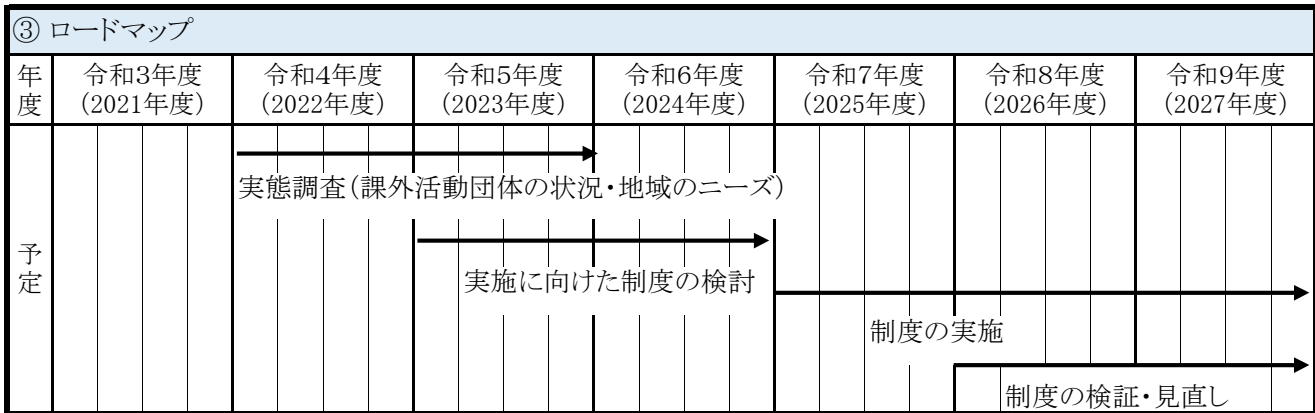 ③ ロードマップ
年度
令和3年度 (2021年度)
令和4年度 (2022年度)
令和5年度 (2023年度)
令和6年度 (2024年度)
令和7年度 (2025年度)
令和8年度 (2026年度)
令和9年度 (2027年度)
予定
実態調査(課外活動団体の状況・地域のニーズ)
実施に向けた制度の検討
制度の実施
制度の検証・見直し